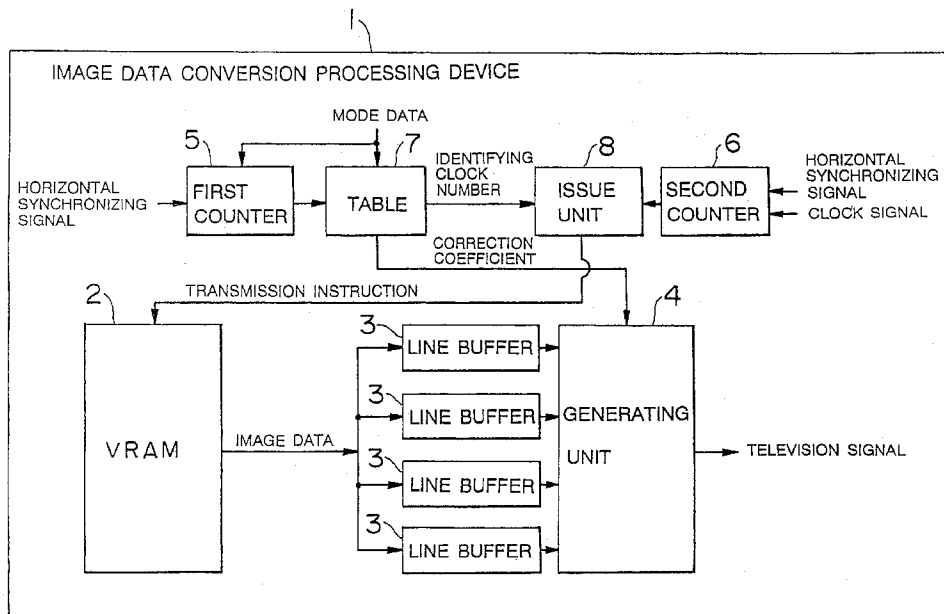 1
IMAGE DATA CONVERSION PROCESSING DEVICE
MODE DATA
5
7
8
6
HORIZONTAL
SYNCHRONIZING
SIGNAL
FIRST
COUNTER
TABLE
IDENTIFYING
CLOCK
NUMBER
ISSUE
UNIT
SECOND
COUNTER
HORIZONTAL
SYNCHRONIZING
SIGNAL
CLOCK SIGNAL
CORRECTION
COEFFICIENT
TRANSMISSION INSTRUCTION
2
VRAM
IMAGE DATA
3
LINE BUFFER
3
LINE BUFFER
3
LINE BUFFER
3
LINE BUFFER
4
GENERATING
UNIT
TELEVISION SIGNAL